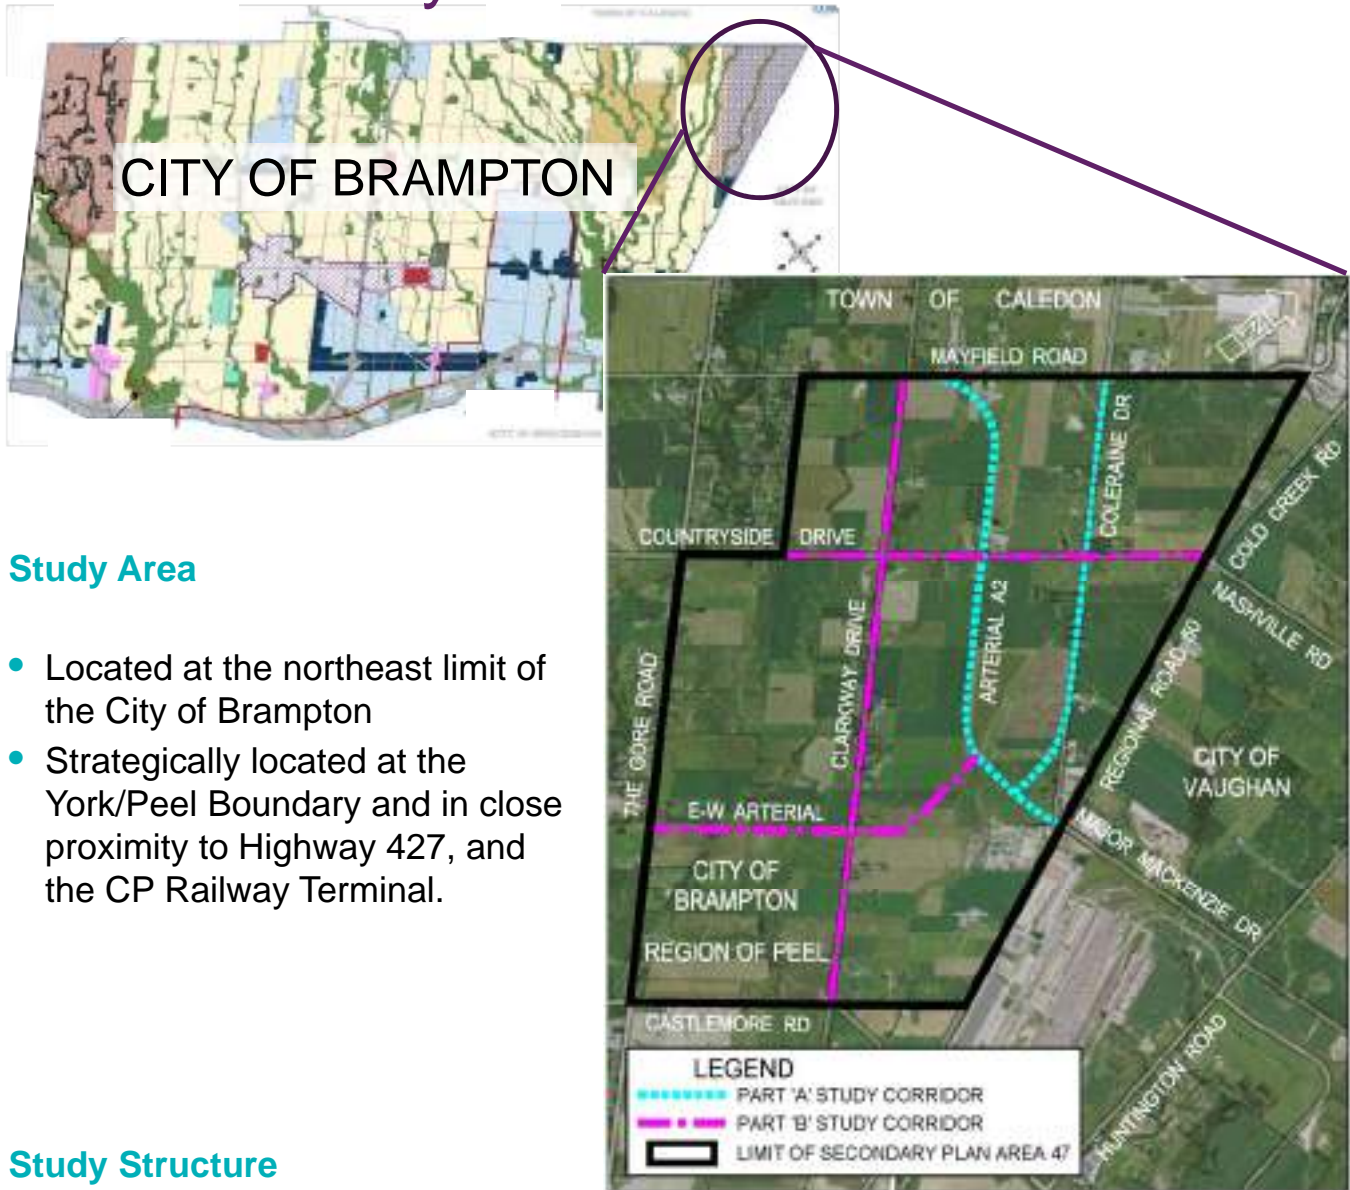 CITY OF BRAMPTON
TOWN OF CALEDON
MAYFIELD ROAD
COLERAINE DR
COLD CREEK RD
COUNTRYSIDE DRIVE
NASHVILLE RD
ARTERIAL A2
CLARKWAY DRIVE
THE GORE ROAD
REGIONAL ROAD 50
CITY OF
VAUGHAN
E-W ARTERIAL
MAJOR MACKENZIE DR
CITY OF
BRAMPTON
REGION OF PEEL
CASTLEMORE RD
HUNTINGTON ROAD
LEGEND
PART 'A' STUDY CORRIDOR
PART 'B' STUDY CORRIDOR
LIMIT OF SECONDARY PLAN AREA 47
Study Area
• Located at the northeast limit of
the City of Brampton
• Strategically located at the
York/Peel Boundary and in close
proximity to Highway 427, and
the CP Railway Terminal.
Study Structure